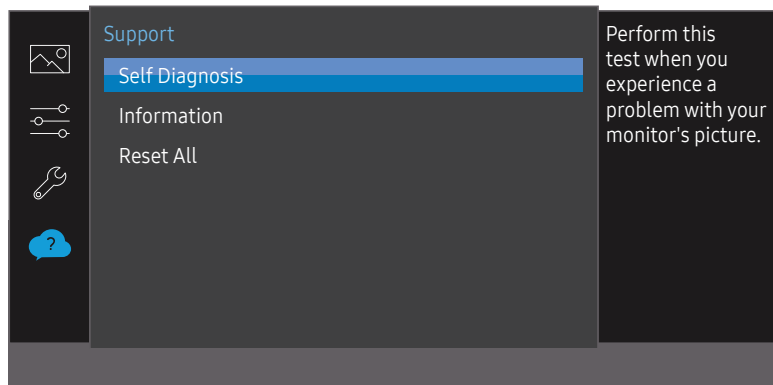 Support
Self Diagnosis
Information
Reset All
Perform this
test when you
experience a
problem with your
monitor's picture.
?